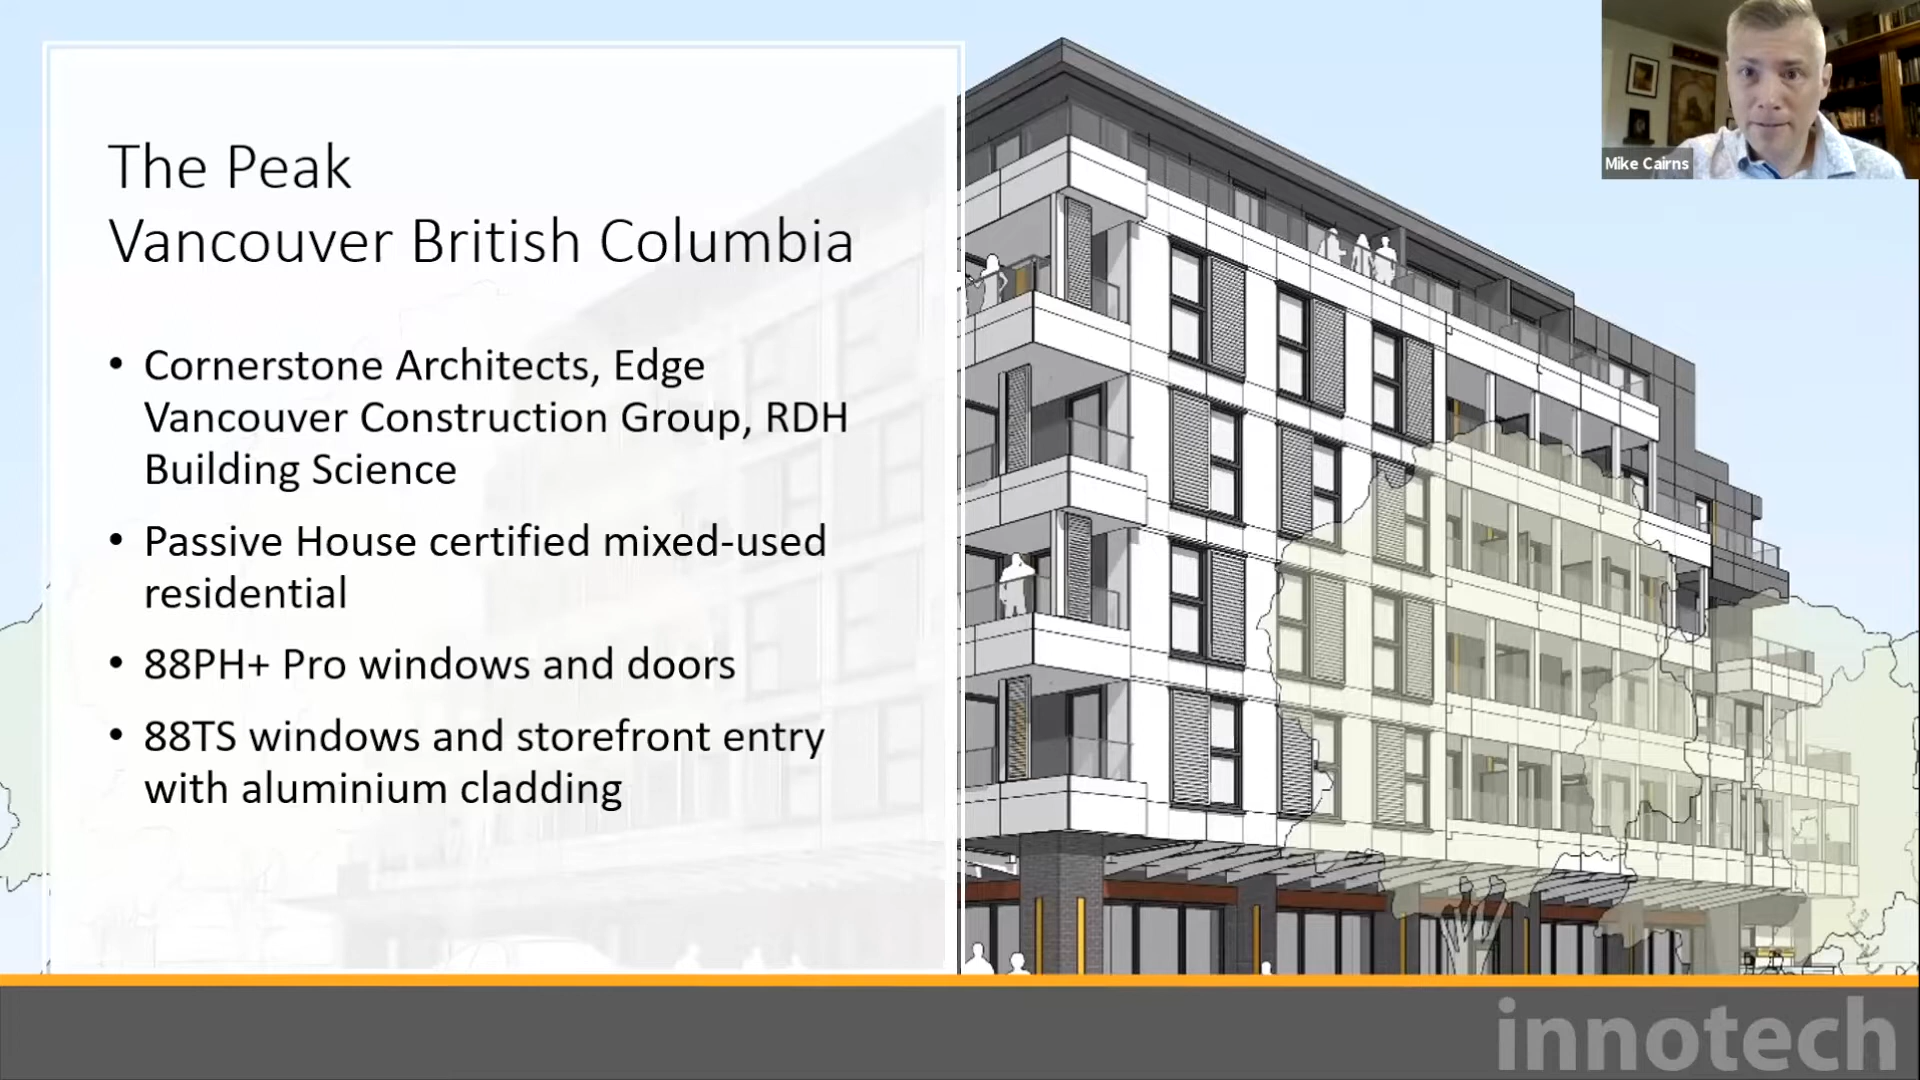 The Peak
Vancouver British Columbia
• Cornerstone Architects, Edge
Vancouver Construction Group, RDH
Building Science
• Passive House certified mixed-used
residential
• 88PH+ Pro windows and doors
• 88TS windows and storefront entry
with aluminium cladding
Mike Cairns
innotech